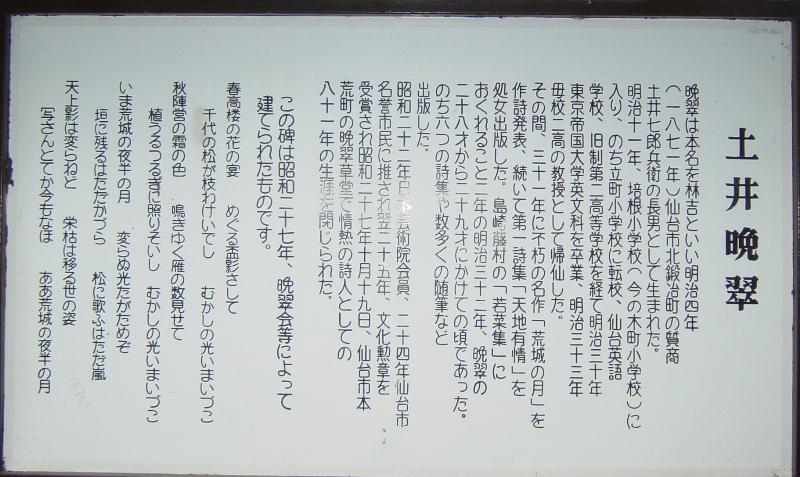 土井晩翠
晩翠は本名を林吉といい明治四年
(一八七一年)仙台市北鍛冶町の質商
土井七郎兵衛の長男として生まれた。
明治十一年、培根小学校(今の木町小学校)に
入り、のち立町小学校に転校、仙台英語
学校、旧制第二高等学校を経て明治三十年
東京帝国大学英文科を卒業、明治三十三年
母校二高の教授として帰仙した。
その間、三十一年に不朽の名作「荒城の月」を
作詩発表、続いて第一詩集「天地有情」を
処女出版した。島崎藤村の「若菜集」に
おくれること二年の明治三十二年、晩翠の
二十八才から二十九才にかけての頃であった。
のち六つの詩集や数多くの随筆など
出版した。
昭和二十二年日本芸術院会員、二十四年仙台市
名誉市民に推され翌二十五年、文化勲章を
受賞され昭和二十七年十月十九日、仙台市本
荒町の晩翠草堂で情熱の詩人としての
八十一年の生涯を閉じられた。
この碑は昭和二十七年、晩翠会等によって
建てられたものです。
春高楼の花の宴 めぐる盃影さして
千代の松が枝わけいでし むかしの光いまいづこ
秋陣営の霜の色 鳴きゆく雁の数見せて
植うるつるぎに照りそいし むかしの光いまいづこ
いま荒城の夜半の月 変らぬ光たがためぞ
垣に残るはただかづら 松に歌ふはただ嵐
天上影は変らねど 栄枯は移る世の姿
写さんとてか今もなほ ああ荒城の夜半の月